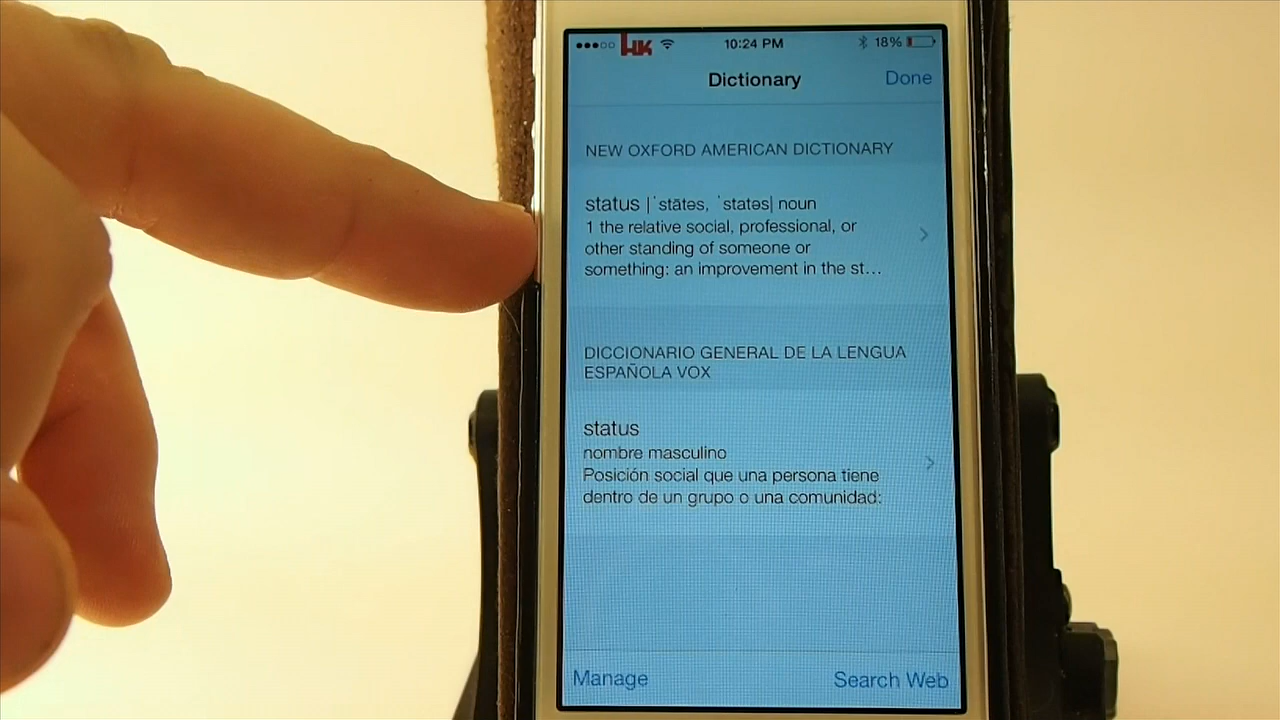 HK 10:24 PM 18%
Dictionary Done
NEW OXFORD AMERICAN DICTIONARY
status |ˈstātəs, ˈstatəs| noun
1 the relative social, professional, or
other standing of someone or
something: an improvement in the st...
DICCIONARIO GENERAL DE LA LENGUA
ESPAÑOLA VOX
status
nombre masculino
Posición social que una persona tiene
dentro de un grupo o una comunidad:
Manage Search Web